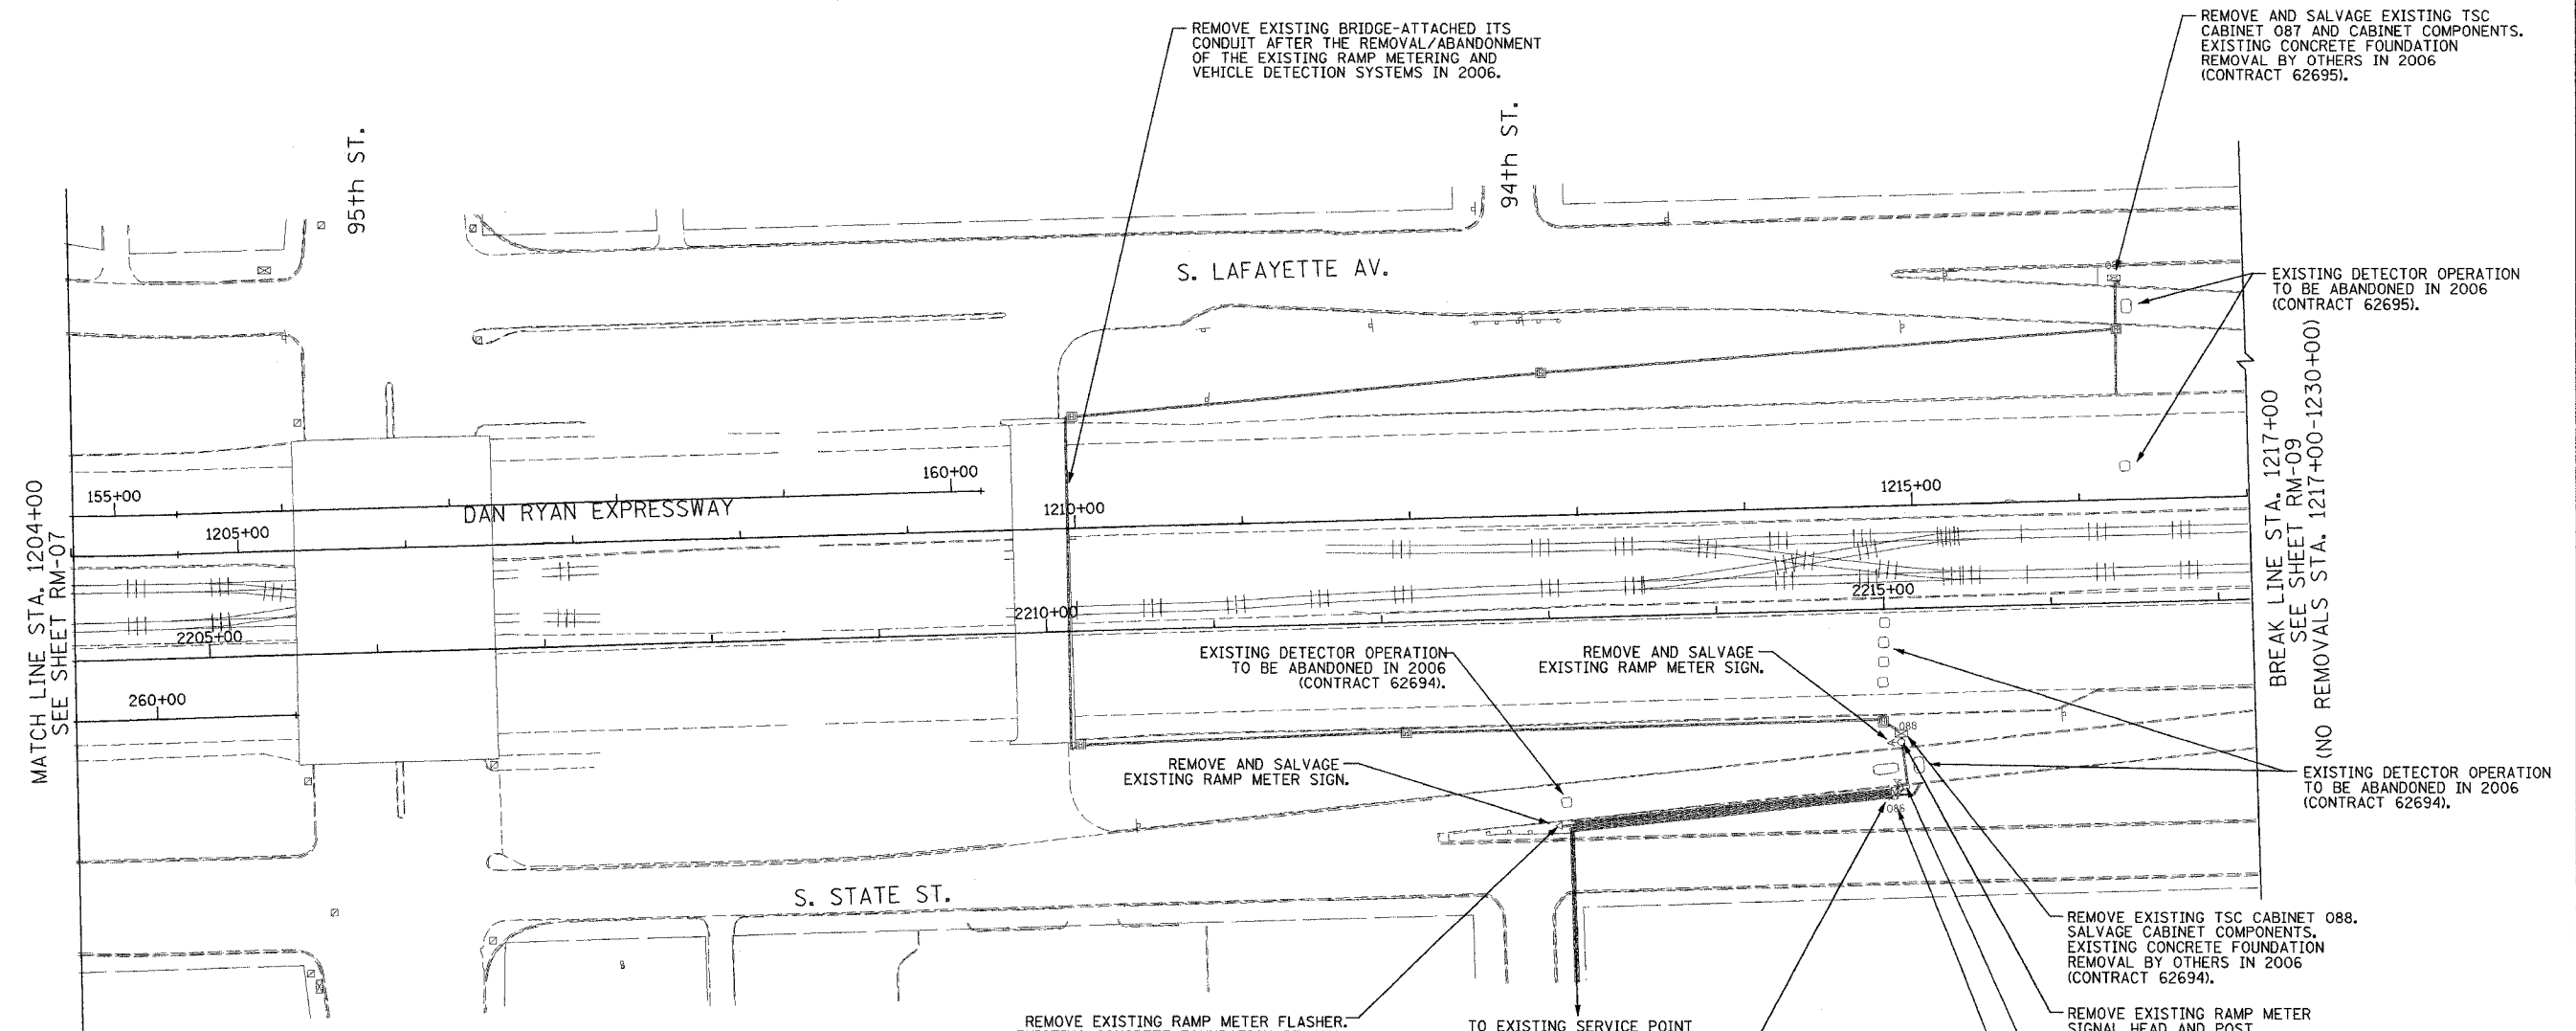 REMOVE EXISTING BRIDGE-ATTACHED ITS
CONDUIT AFTER THE REMOVAL/ABANDONMENT
OF THE EXISTING RAMP METERING AND
VEHICLE DETECTION SYSTEMS IN 2006.
REMOVE AND SALVAGE EXISTING TSC
CABINET 087 AND CABINET COMPONENTS.
EXISTING CONCRETE FOUNDATION
REMOVAL BY OTHERS IN 2006
(CONTRACT 62695).
95th ST.
94th ST.
S. LAFAYETTE AV.
EXISTING DETECTOR OPERATION
TO BE ABANDONED IN 2006
(CONTRACT 62695).
MATCH LINE STA. 1204+00
SEE SHEET RM-07
155+00
160+00
DAN RYAN EXPRESSWAY
1205+00
1210+00
1215+00
2205+00
2210+00
2215+00
260+00
BREAK LINE STA. 1217+00
SEE SHEET RM-09
(NO REMOVALS STA. 1217+00-1230+00)
EXISTING DETECTOR OPERATION
TO BE ABANDONED IN 2006
(CONTRACT 62694).
REMOVE AND SALVAGE
EXISTING RAMP METER SIGN.
088
REMOVE AND SALVAGE
EXISTING RAMP METER SIGN.
EXISTING DETECTOR OPERATION
TO BE ABANDONED IN 2006
(CONTRACT 62694).
S. STATE ST.
REMOVE EXISTING TSC CABINET 088.
SALVAGE CABINET COMPONENTS.
EXISTING CONCRETE FOUNDATION
REMOVAL BY OTHERS IN 2006
(CONTRACT 62694).
REMOVE EXISTING RAMP METER
SIGNAL HEAD AND POST
REMOVE EXISTING RAMP METER FLASHER.
TO EXISTING SERVICE POINT